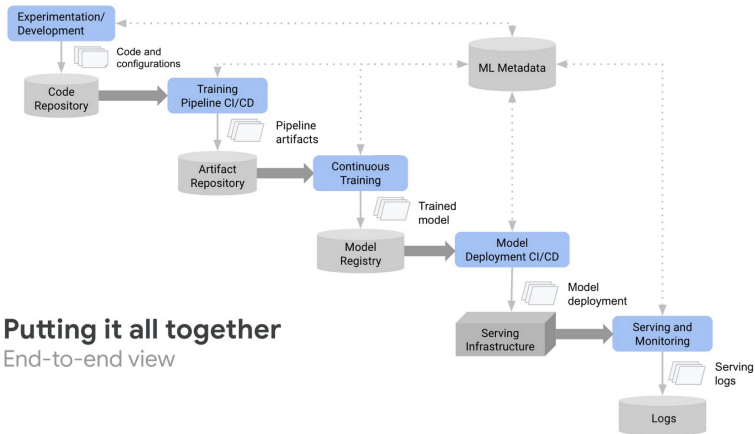 Experimentation/
Development
Code and
configurations
ML Metadata
Code
Repository
Training
Pipeline CI/CD
Pipeline
artifacts
Artifact
Repository
Continuous
Training
Trained
model
Model
Registry
Model
Deployment CI/CD
Model
deployment
Putting it all together
End-to-end view
Serving
Infrastructure
Serving and
Monitoring
Serving
logs
Logs